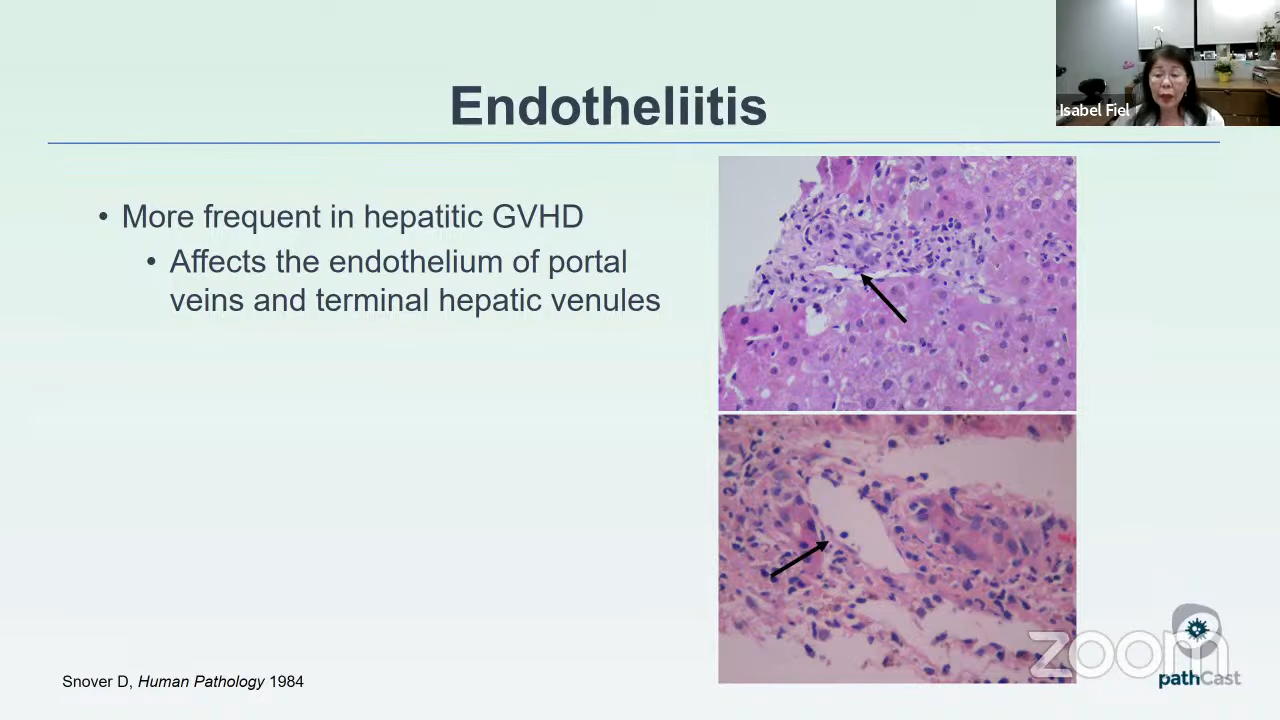 Endotheliitis
Isabel Fiel
• More frequent in hepatitic GVHD
• Affects the endothelium of portal
veins and terminal hepatic venules
Snover D, Human Pathology 1984
zoom
pathCast